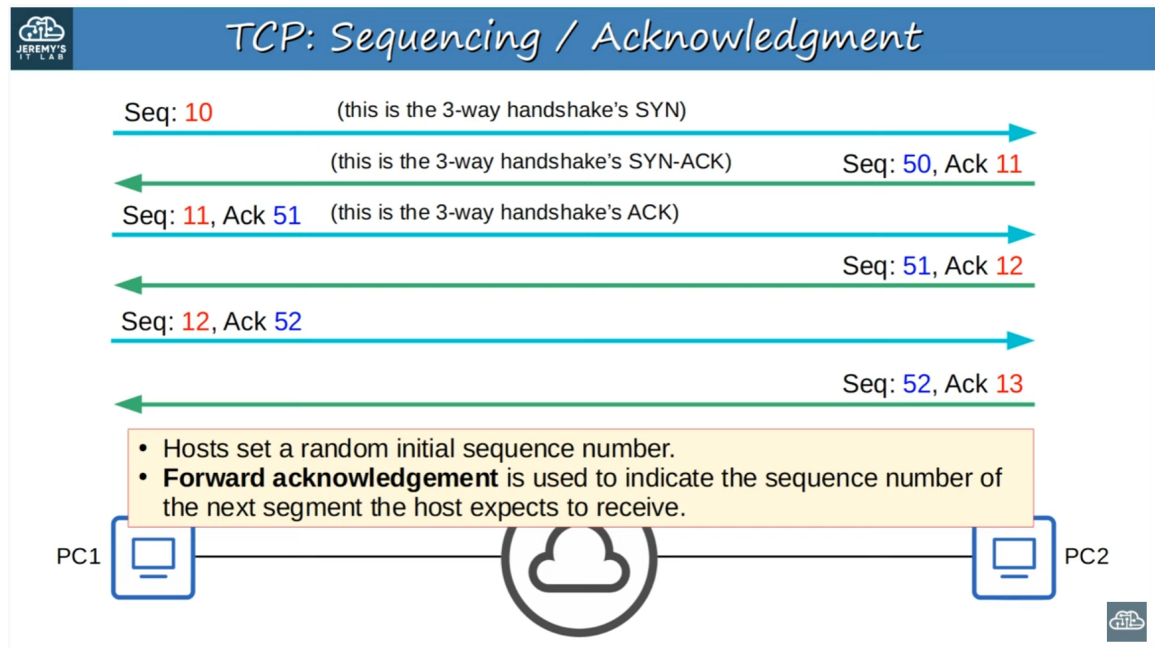 JEREMY'S
IT LAB
TCP: Sequencing / Acknowledgment
Seq: 10
(this is the 3-way handshake's SYN)
(this is the 3-way handshake's SYN-ACK)
Seq: 50, Ack 11
Seq: 11, Ack 51
(this is the 3-way handshake's ACK)
Seq: 51, Ack 12
Seq: 12, Ack 52
Seq: 52, Ack 13
• Hosts set a random initial sequence number.
• Forward acknowledgement is used to indicate the sequence number of
the next segment the host expects to receive.
PC1
PC2